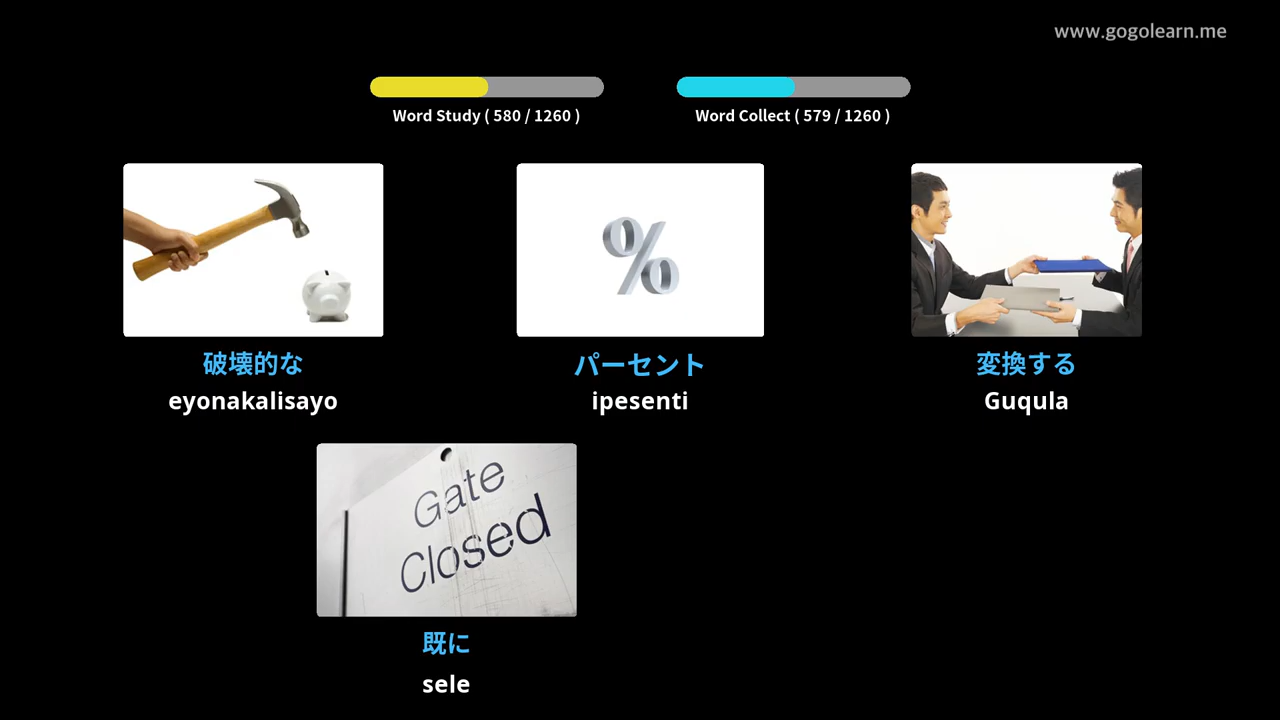 www.gogolearn.me
Word Study ( 580 / 1260 )
Word Collect ( 579 / 1260 )
%
破壊的な
パーセント
変換する
eyonakalisayo
ipesenti
Guqula
Gate
Closed
既に
sele